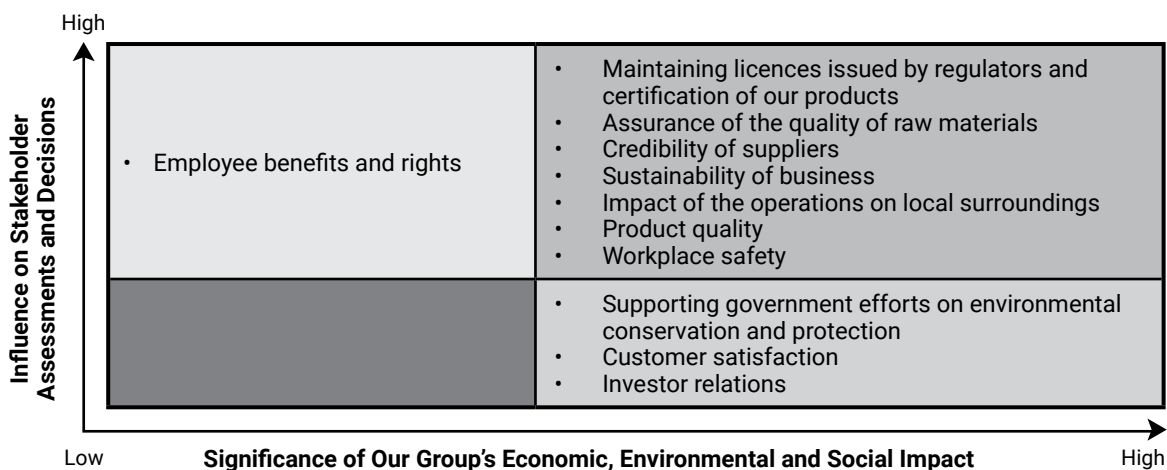 High
Influence on Stakeholder
Assessments and Decisions
• Employee benefits and rights
• Maintaining licences issued by regulators and
certification of our products
• Assurance of the quality of raw materials
• Credibility of suppliers
• Sustainability of business
• Impact of the operations on local surroundings
• Product quality
• Workplace safety
• Supporting government efforts on environmental
conservation and protection
• Customer satisfaction
• Investor relations
Low
Significance of Our Group's Economic, Environmental and Social Impact
High